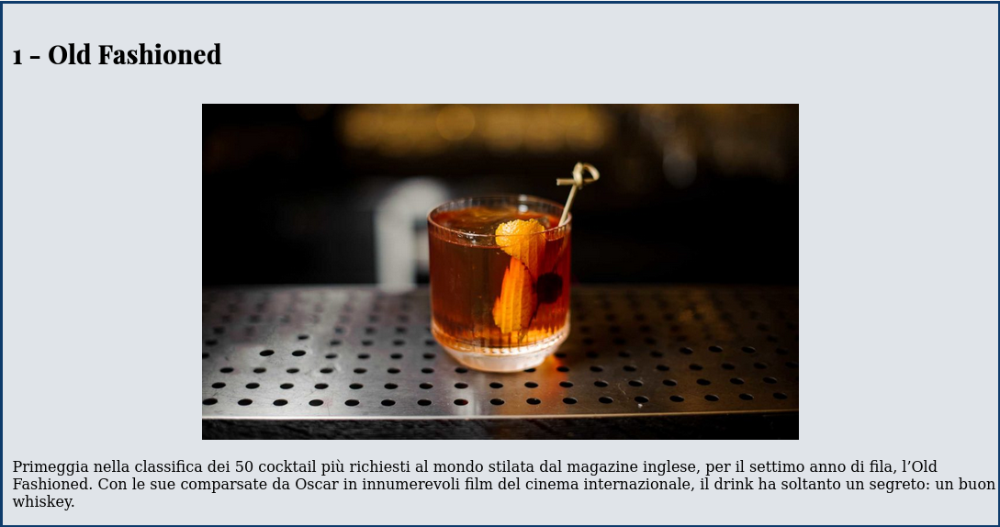 1 – Old Fashioned
Primeggia nella classifica dei 50 cocktail più richiesti al mondo stilata dal magazine inglese, per il settimo anno di fila, l’Old
Fashioned. Con le sue comparsate da Oscar in innumerevoli film del cinema internazionale, il drink ha soltanto un segreto: un buon
whiskey.